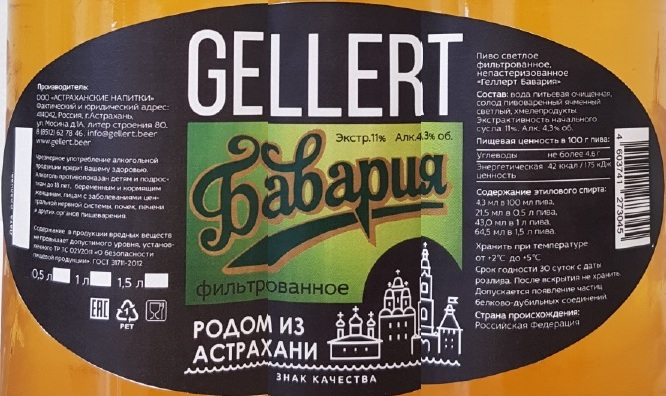 Производитель:
ООО «АСТРАХАНСКИЕ НАПИТКИ»
Фактический и юридический адрес:
414042, Россия, г.Астрахань,
ул. Мосина д.1А, литер строения 80.
8 (8512) 62 78 46 . info@gellert.beer
www.gellert.beer
Чрезмерное употребление алкогольной
продукции вредит Вашему здоровью.
Алкоголь противопоказан детям и подрос-
ткам до 18 лет, беременным и кормящим
женщинам, лицам с заболеваниями цен-
тральной нервной системы, почек, печени
и других органов пищеварения.
Содержание в продукции вредных веществ
не превышает допустимого уровня, установ-
ленного ТР ТС 021/2011 «О безопасности
пищевой продукции». ГОСТ 31711-2012
0,5 л 1 л 1,5 л
EAC
PET
GELLERT
Экстр.11% Алк.4.3% об.
Бавария
фильтрованное
РОДОМ ИЗ
АСТРАХАНИ
ЗНАК КАЧЕСТВА
Пиво светлое
фильтрованное,
непастеризованное
«Геллерт Бавария»
Состав: вода питьевая очищеная,
солод пивоваренный ячменный
светлый, хмелепродукты.
Экстрактивность начального
сусла 11%. Алк. 4,3% об.
Пищевая ценность в 100 г пива:
Углеводы не более 4,6 г
Энергетическая 42 ккал /175 кДж
ценность
Содержание этилового спирта:
4,3 мл в 100 мл пива,
21,5 мл в 0,5 л пива,
43,0 мл в 1 л пива,
64,5 мл в 1,5 л пива.
Хранить при температуре
от +2°C до +5°C
Срок годности 30 суток с даты
розлива. После вскрытия не хранить.
Допускается появление частиц
белково-дубильных соединений.
Страна происхождения:
Российская Федерация
4 603741 273045